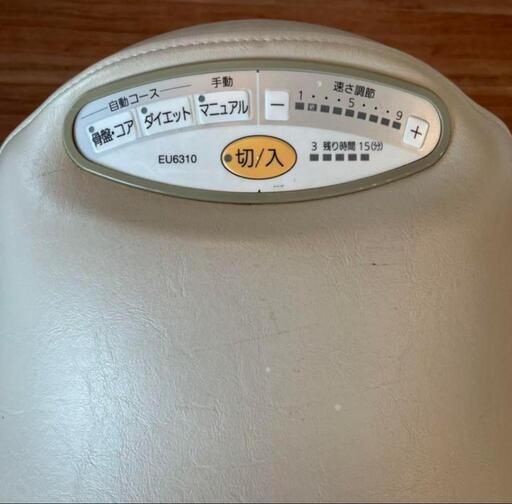 自動コース
手動
速さ調節
骨盤・コア ダイエット マニュアル
－ 1・・・5・・・9 ＋
EU6310
切/入
3 残り時間 15(分)